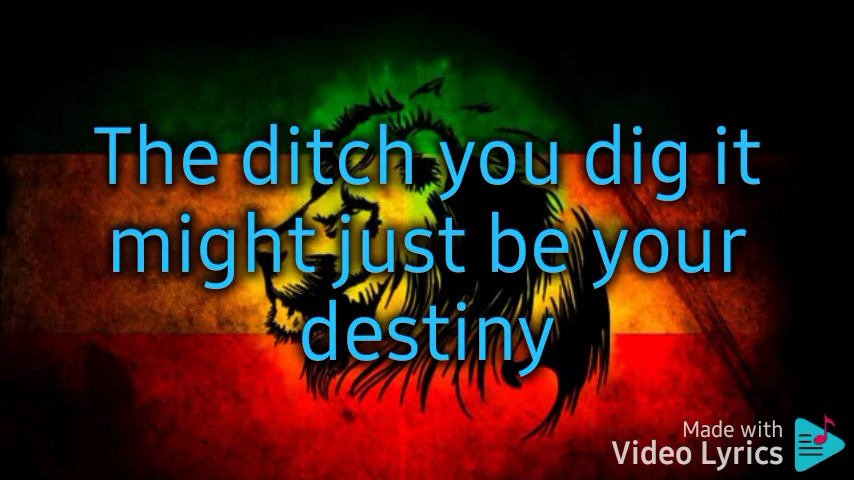 The ditch you dig it
might just be your
destiny
Made with
Video Lyrics